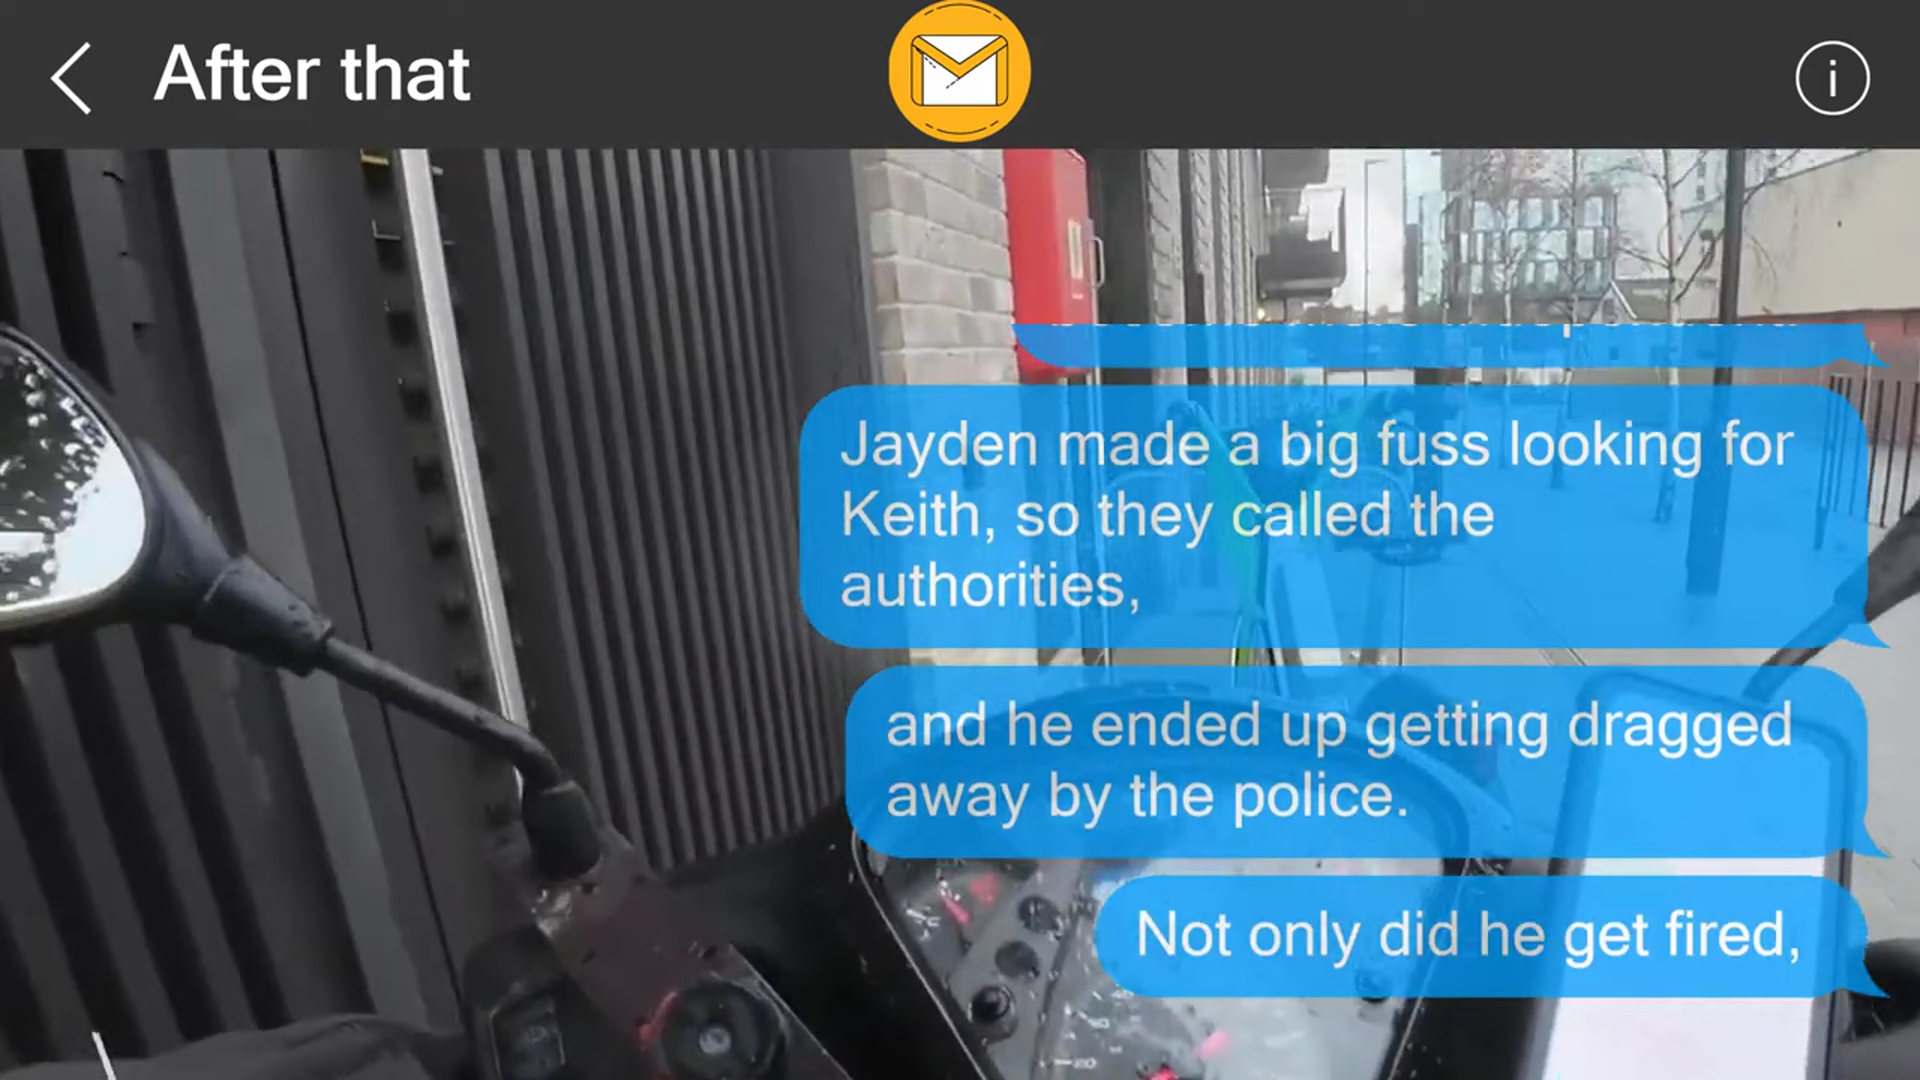 After that
Jayden made a big fuss looking for
Keith, so they called the
authorities,
and he ended up getting dragged
away by the police.
Not only did he get fired,